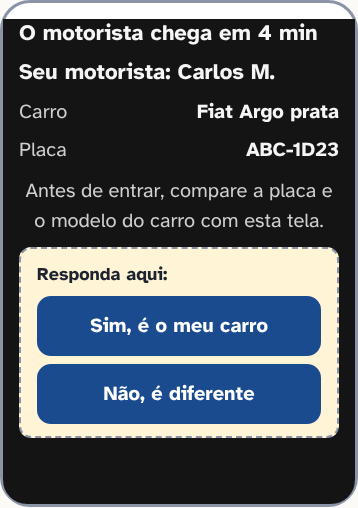 O motorista chega em 4 min
Seu motorista: Carlos M.
Carro Fiat Argo prata
Placa ABC-1D23
Antes de entrar, compare a placa e
o modelo do carro com esta tela.
Responda aqui:
Sim, é o meu carro
Não, é diferente